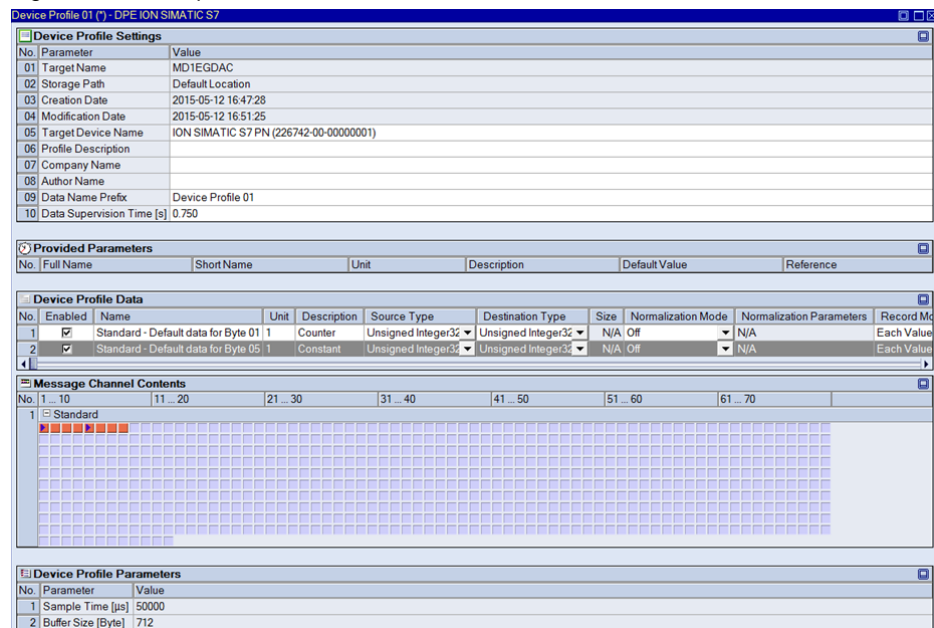 Device Profile 01 (*) - DPE ION SIMATIC S7
Device Profile Settings
No. Parameter Value
01 Target Name MD1EGDAC
02 Storage Path Default Location
03 Creation Date 2015-05-12 16:47:28
04 Modification Date 2015-05-12 16:51:25
05 Target Device Name ION SIMATIC S7 PN (226742-00-00000001)
06 Profile Description
07 Company Name
08 Author Name
09 Data Name Prefix Device Profile 01
10 Data Supervision Time [s] 0.750
Provided Parameters
No. Full Name Short Name Unit Description Default Value Reference
Device Profile Data
No. Enabled Name Unit Description Source Type Destination Type Size Normalization Mode Normalization Parameters Record Mo
1 Standard - Default data for Byte 01 1 Counter Unsigned Integer32 Unsigned Integer32 N/A Off N/A Each Value
2 Standard - Default data for Byte 05 1 Constant Unsigned Integer32 Unsigned Integer32 N/A Off N/A Each Value
Message Channel Contents
No. 1 ... 10 11 ... 20 21 ... 30 31 ... 40 41 ... 50 51 ... 60 61 ... 70
1 Standard
Device Profile Parameters
No. Parameter Value
1 Sample Time [µs] 50000
2 Buffer Size [Byte] 712